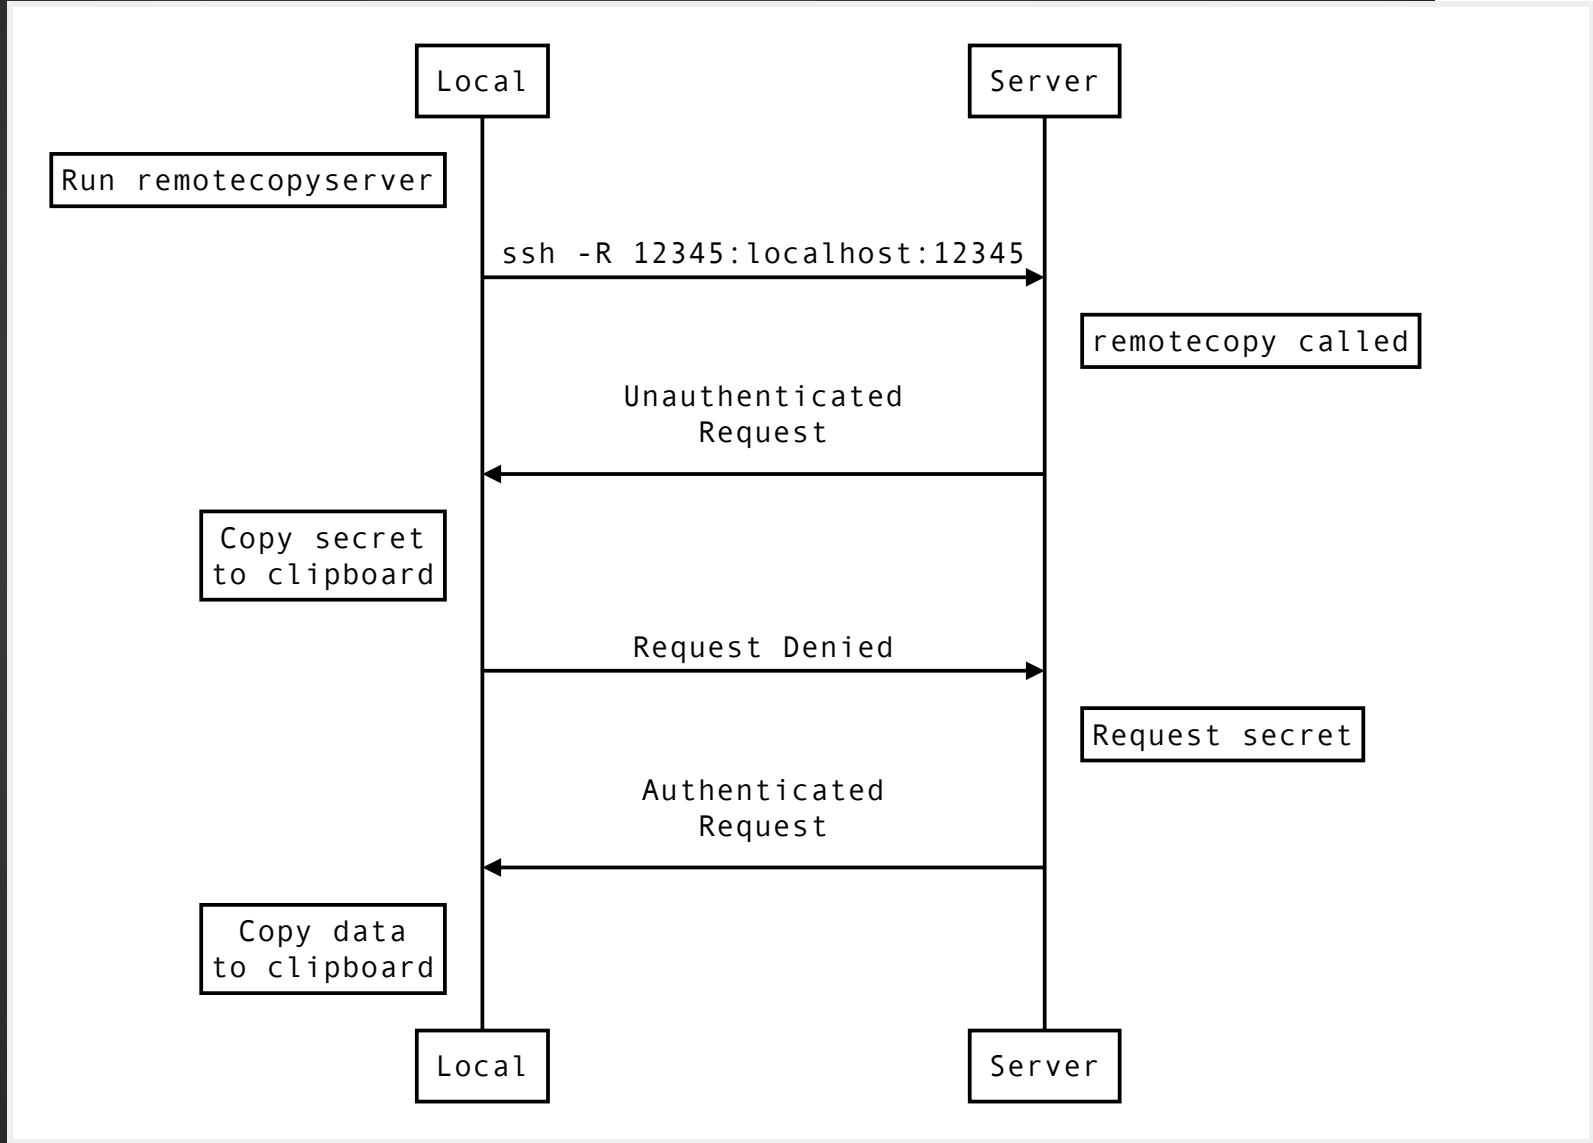 Local
Server
Run remotecopyserver
ssh -R 12345:localhost:12345
remotecopy called
Unauthenticated
Request
Copy secret
to clipboard
Request Denied
Request secret
Authenticated
Request
Copy data
to clipboard
Local
Server